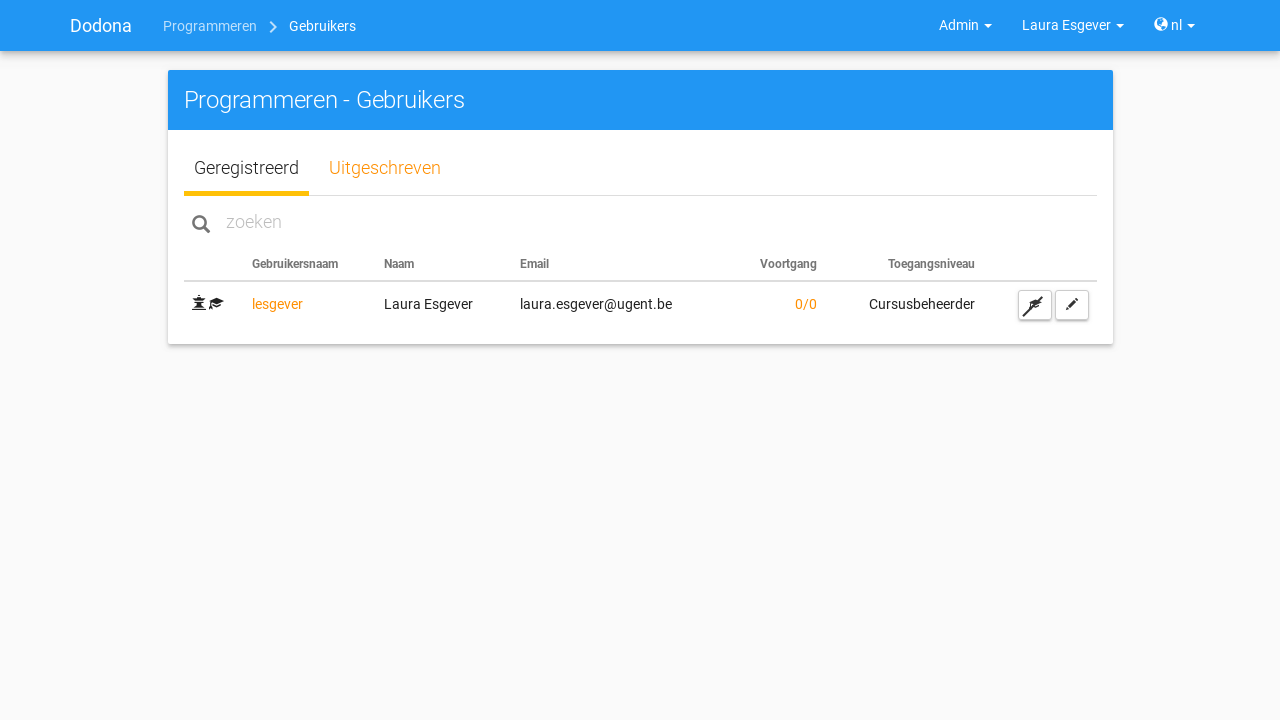 Dodona Programmeren Gebruikers Admin Laura Esgever nl
Programmeren - Gebruikers
Geregistreerd Uitgeschreven
zoeken
Gebruikersnaam Naam Email Voortgang Toegangsniveau
lesgever Laura Esgever laura.esgever@ugent.be 0/0 Cursusbeheerder